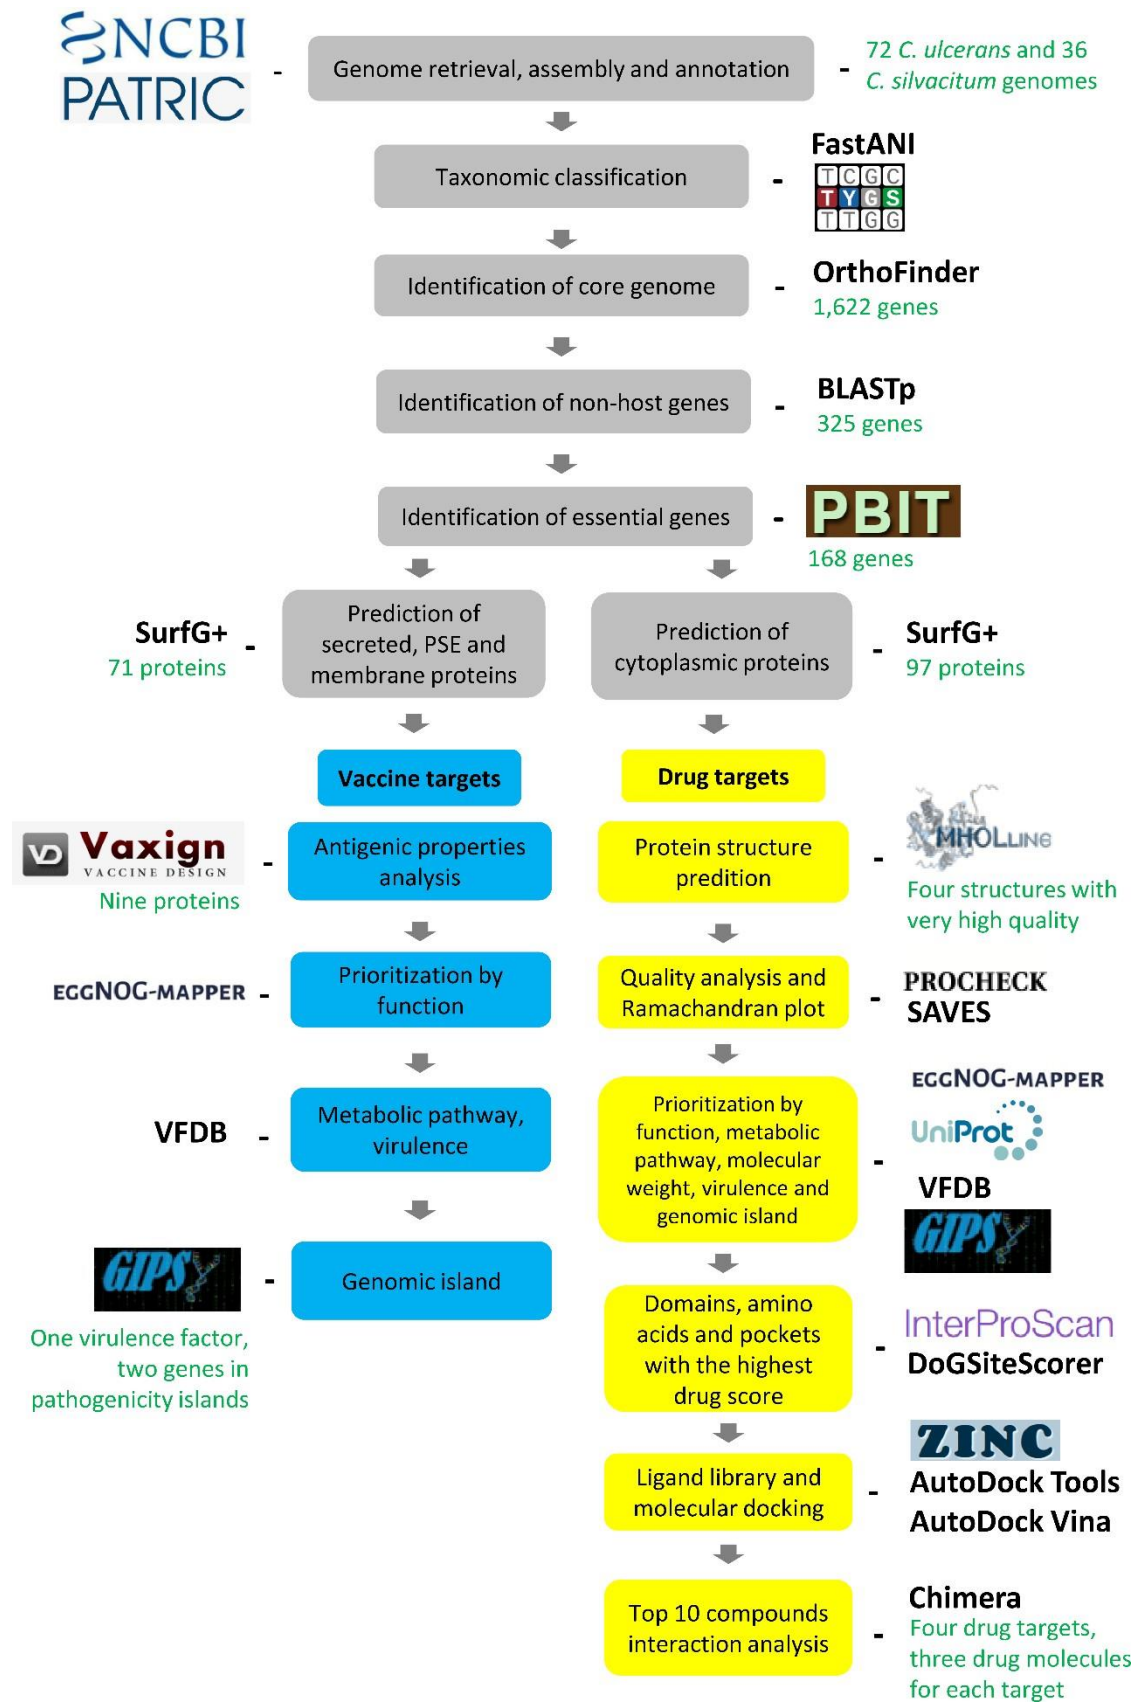 NCBI
PATRIC
-
Genome retrieval, assembly and annotation
-
72 C. ulcerans and 36
C. silvacitum genomes
Taxonomic classification
-
FastANI
TCGC
TYGS
TTGG
Identification of core genome
-
OrthoFinder
1,622 genes
Identification of non-host genes
-
BLASTp
325 genes
Identification of essential genes
-
PBIT
168 genes
SurfG+
71 proteins
-
Prediction of
secreted, PSE and
membrane proteins
Prediction of
cytoplasmic proteins
-
SurfG+
97 proteins
Vaccine targets
Drug targets
VD
Vaxign
VACCINE DESIGN
Nine proteins
-
Antigenic properties
analysis
Protein structure
predition
-
MHOLLINE
Four structures with
very high quality
EGGNOG-MAPPER
-
Prioritization by
function
Quality analysis and
Ramachandran plot
-
PROCHECK
SAVES
VFDB
-
Metabolic pathway,
virulence
Prioritization by
function, metabolic
pathway, molecular
weight, virulence and
genomic island
-
EGGNOG-MAPPER
UniProt
VFDB
GIPSY
GIPSY
-
Genomic island
One virulence factor,
two genes in
pathogenicity islands
Domains, amino
acids and pockets
with the highest
drug score
-
InterProScan
DoGSiteScorer
Ligand library and
molecular docking
-
ZINC
AutoDock Tools
AutoDock Vina
Top 10 compounds
interaction analysis
-
Chimera
Four drug targets,
three drug molecules
for each target